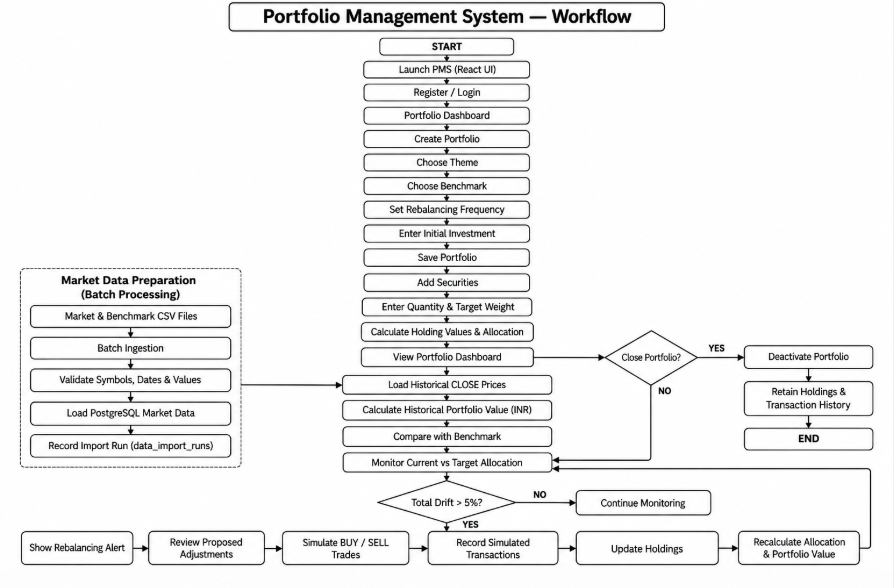 Portfolio Management System — Workflow
START
Launch PMS (React UI)
Register / Login
Portfolio Dashboard
Create Portfolio
Choose Theme
Choose Benchmark
Set Rebalancing Frequency
Enter Initial Investment
Save Portfolio
Add Securities
Enter Quantity & Target Weight
Calculate Holding Values & Allocation
View Portfolio Dashboard
Market Data Preparation
(Batch Processing)
Market & Benchmark CSV Files
Batch Ingestion
Validate Symbols, Dates & Values
Load PostgreSQL Market Data
Record Import Run (data_import_runs)
Close Portfolio?
YES
NO
Deactivate Portfolio
Retain Holdings &
Transaction History
END
Load Historical CLOSE Prices
Calculate Historical Portfolio Value (INR)
Compare with Benchmark
Monitor Current vs Target Allocation
Total Drift > 5%?
NO
Continue Monitoring
YES
Show Rebalancing Alert
Review Proposed
Adjustments
Simulate BUY / SELL
Trades
Record Simulated
Transactions
Update Holdings
Recalculate Allocation
& Portfolio Value